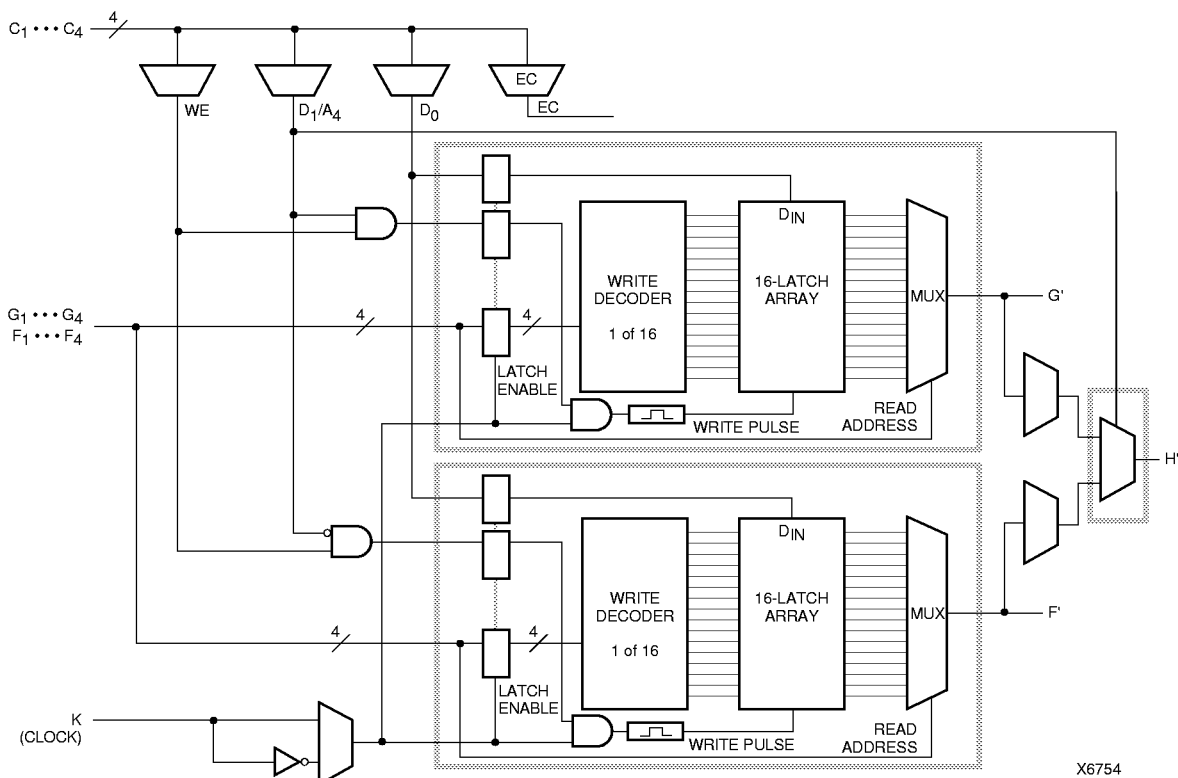 C1 • • • C4
4
WE
D1/A4
D0
EC
EC
G1 • • • G4
F1 • • • F4
4
4
LATCH
ENABLE
WRITE
DECODER
1 of 16
DIN
16-LATCH
ARRAY
MUX
G'
WRITE PULSE
READ
ADDRESS
H'
4
4
LATCH
ENABLE
WRITE
DECODER
1 of 16
DIN
16-LATCH
ARRAY
MUX
F'
WRITE PULSE
READ
ADDRESS
K
(CLOCK)
X6754